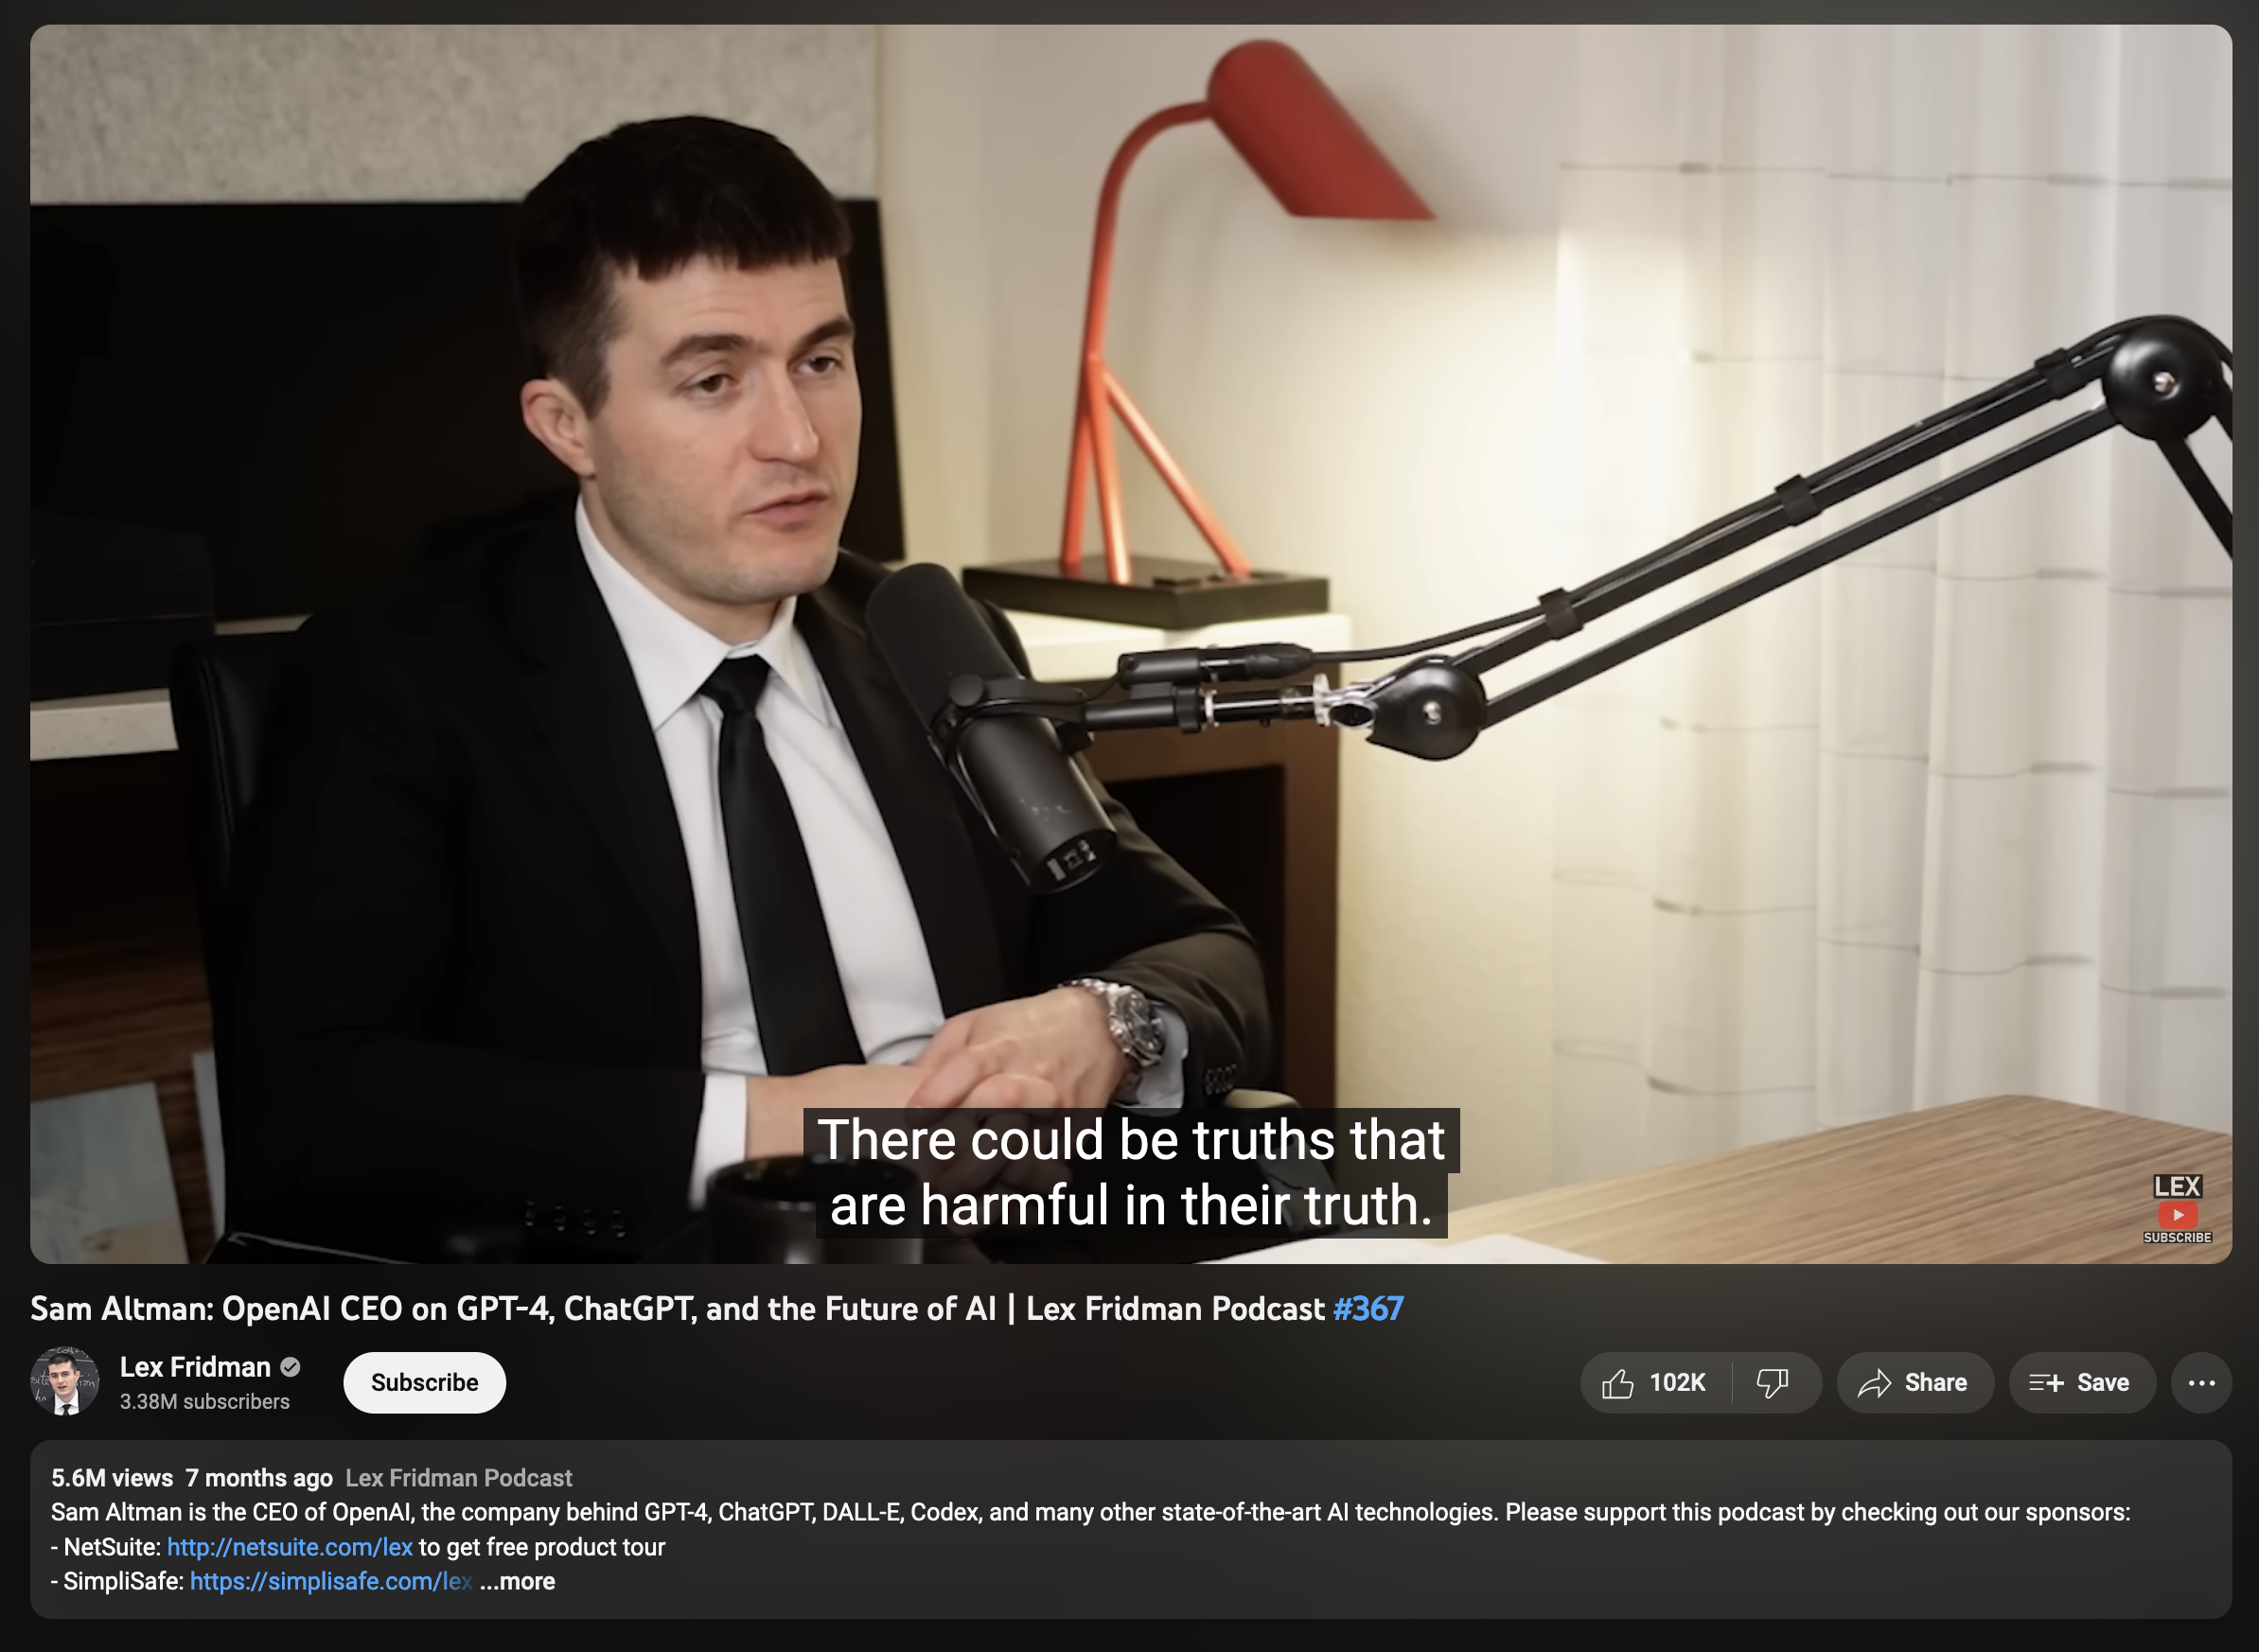 There could be truths that
are harmful in their truth.
LEX
SUBSCRIBE
Sam Altman: OpenAI CEO on GPT-4, ChatGPT, and the Future of AI | Lex Fridman Podcast #367
Lex Fridman
3.38M subscribers
Subscribe
102K
Share
Save
5.6M views 7 months ago Lex Fridman Podcast
Sam Altman is the CEO of OpenAI, the company behind GPT-4, ChatGPT, DALL-E, Codex, and many other state-of-the-art AI technologies. Please support this podcast by checking out our sponsors:
- NetSuite: http://netsuite.com/lex to get free product tour
- SimpliSafe: https://simplisafe.com/lex ...more